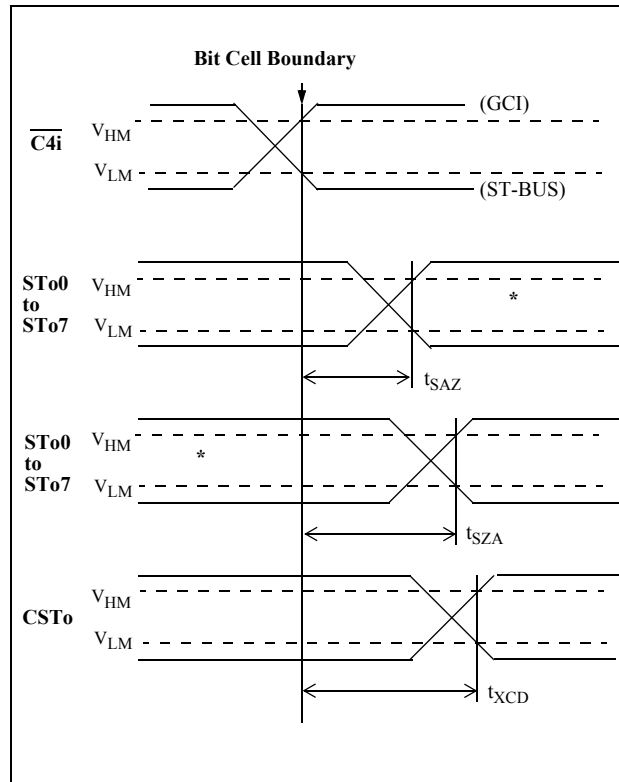 Bit Cell Boundary
(GCI)
C4i
VHM
VLM
(ST-BUS)
STo0
to
STo7
VHM
VLM
*
tSAZ
STo0
to
STo7
VHM
VLM
*
tSZA
CSTo
VHM
VLM
tXCD